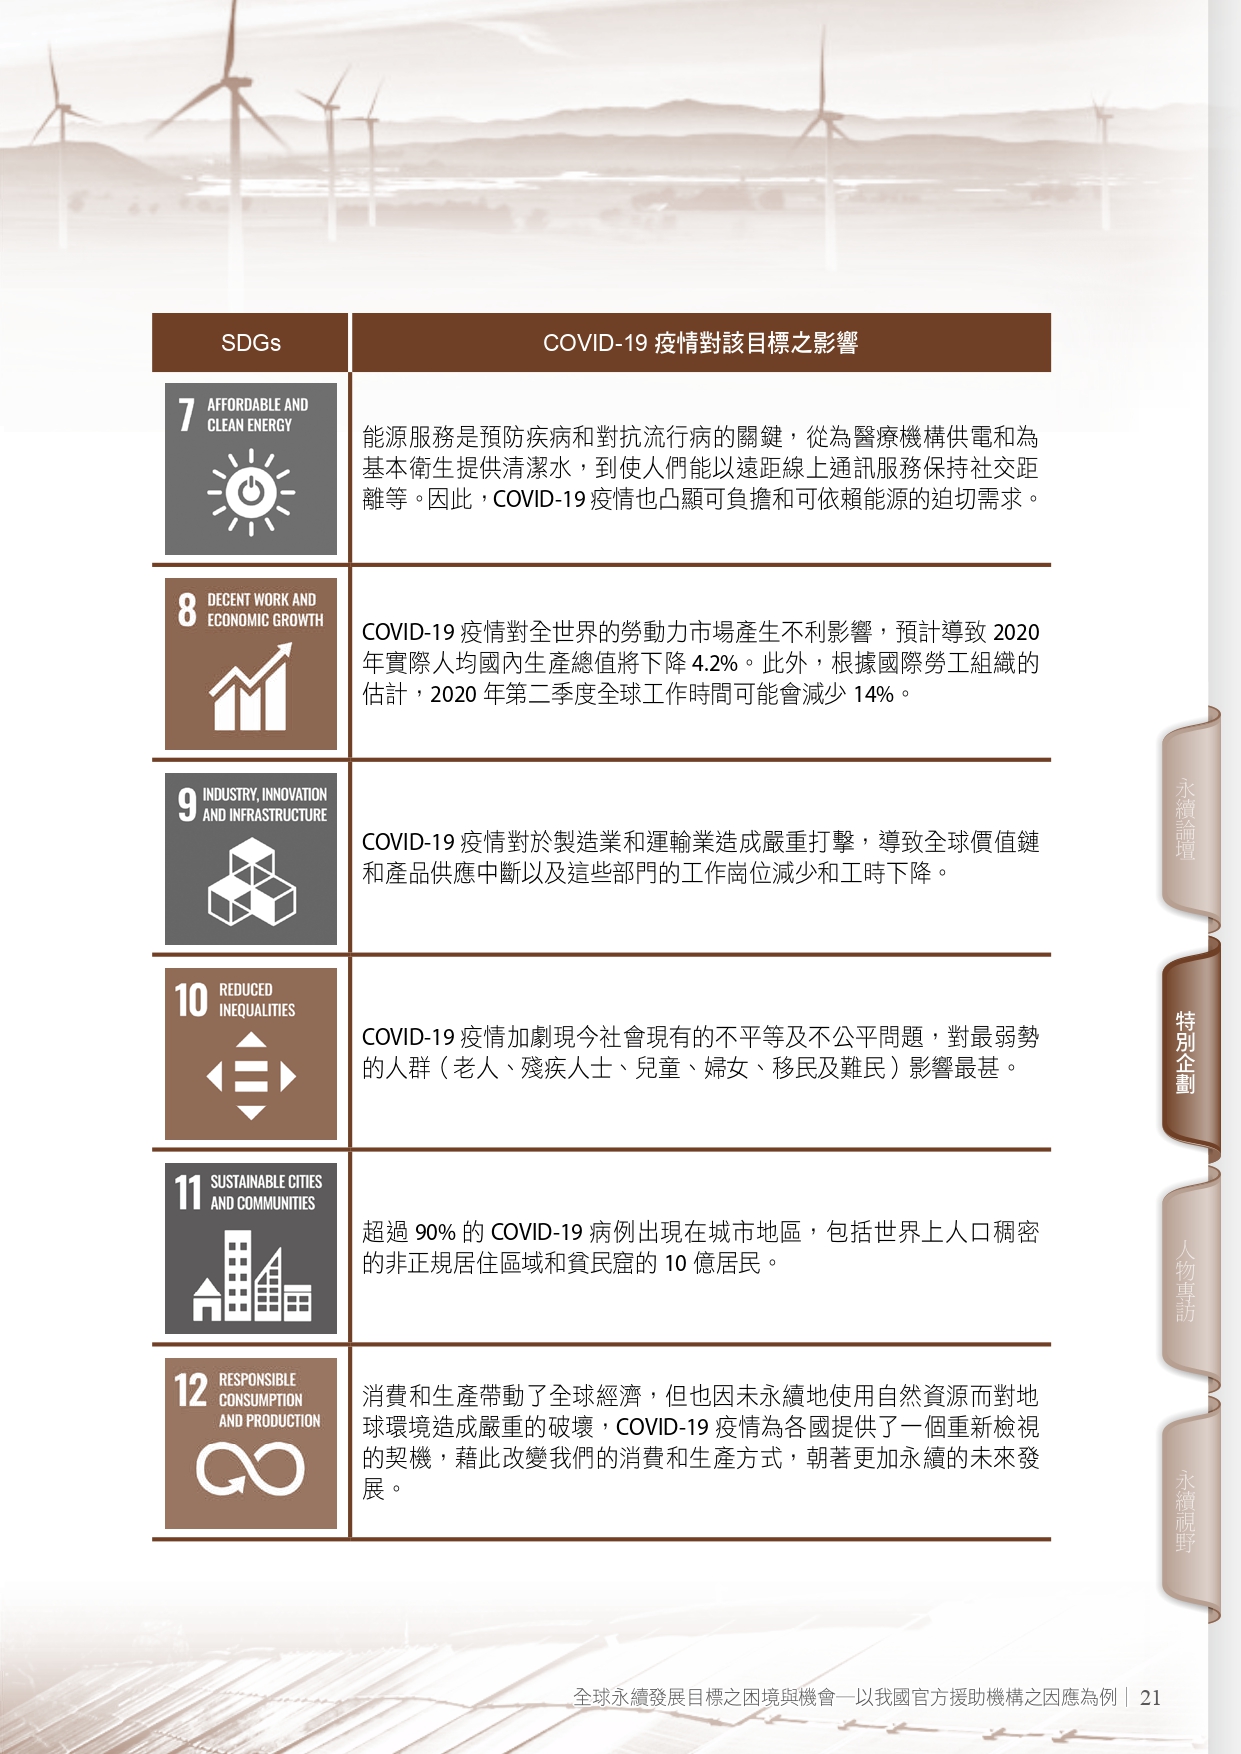 SDGs
COVID-19 疫情對該目標之影響
7 AFFORDABLE AND
CLEAN ENERGY
能源服務是預防疾病和對抗流行病的關鍵，從為醫療機構供電和為
基本衛生提供清潔水，到使人們能以遠距線上通訊服務保持社交距
離等。因此，COVID-19 疫情也凸顯可負擔和可依賴能源的迫切需求。
8 DECENT WORK AND
ECONOMIC GROWTH
COVID-19 疫情對全世界的勞動力市場產生不利影響，預計導致 2020
年實際人均國內生產總值將下降 4.2%。此外，根據國際勞工組織的
估計，2020 年第二季度全球工作時間可能會減少 14%。
9 INDUSTRY, INNOVATION
AND INFRASTRUCTURE
COVID-19 疫情對於製造業和運輸業造成嚴重打擊，導致全球價值鏈
和產品供應中斷以及這些部門的工作崗位減少和工時下降。
10 REDUCED
INEQUALITIES
COVID-19 疫情加劇現今社會現有的不平等及不公平問題，對最弱勢
的人群（老人、殘疾人士、兒童、婦女、移民及難民）影響最甚。
11 SUSTAINABLE CITIES
AND COMMUNITIES
超過 90% 的 COVID-19 病例出現在城市地區，包括世界上人口稠密
的非正規居住區域和貧民窟的 10 億居民。
12 RESPONSIBLE
CONSUMPTION
AND PRODUCTION
消費和生產帶動了全球經濟，但也因未永續地使用自然資源而對地
球環境造成嚴重的破壞，COVID-19 疫情為各國提供了一個重新檢視
的契機，藉此改變我們的消費和生產方式，朝著更加永續的未來發
展。
永續論壇
特別企劃
人物專訪
永續視野
全球永續發展目標之困境與機會─以我國官方援助機構之因應為例｜ 21